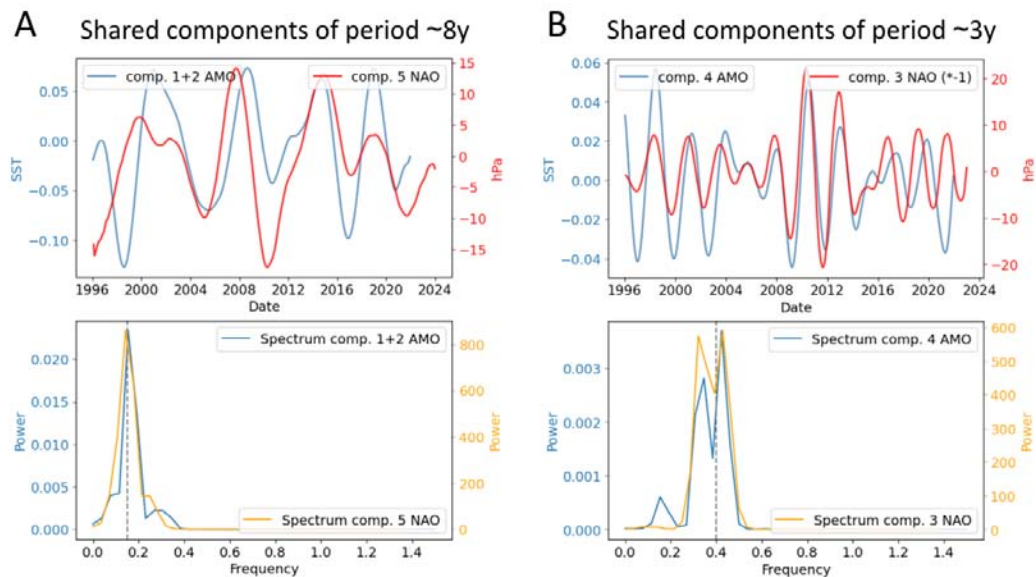 A Shared components of period ~8y
comp. 1+2 AMO
comp. 5 NAO
0.05
0.00
−0.05
−0.10
SST
15
10
5
0
−5
−10
−15
hPa
1996 2000 2004 2008 2012 2016 2020 2024
Date
Spectrum comp. 1+2 AMO
Spectrum comp. 5 NAO
0.020
0.015
0.010
0.005
0.000
Power
800
600
400
200
0
Power
0.0 0.2 0.4 0.6 0.8 1.0 1.2 1.4
Frequency
B Shared components of period ~3y
comp. 4 AMO
comp. 3 NAO (*-1)
0.06
0.04
0.02
0.00
−0.02
−0.04
SST
20
10
0
−10
−20
hPa
1996 2000 2004 2008 2012 2016 2020 2024
Date
Spectrum comp. 4 AMO
Spectrum comp. 3 NAO
0.003
0.002
0.001
0.000
Power
600
500
400
300
200
100
0
Power
0.0 0.2 0.4 0.6 0.8 1.0 1.2 1.4
Frequency